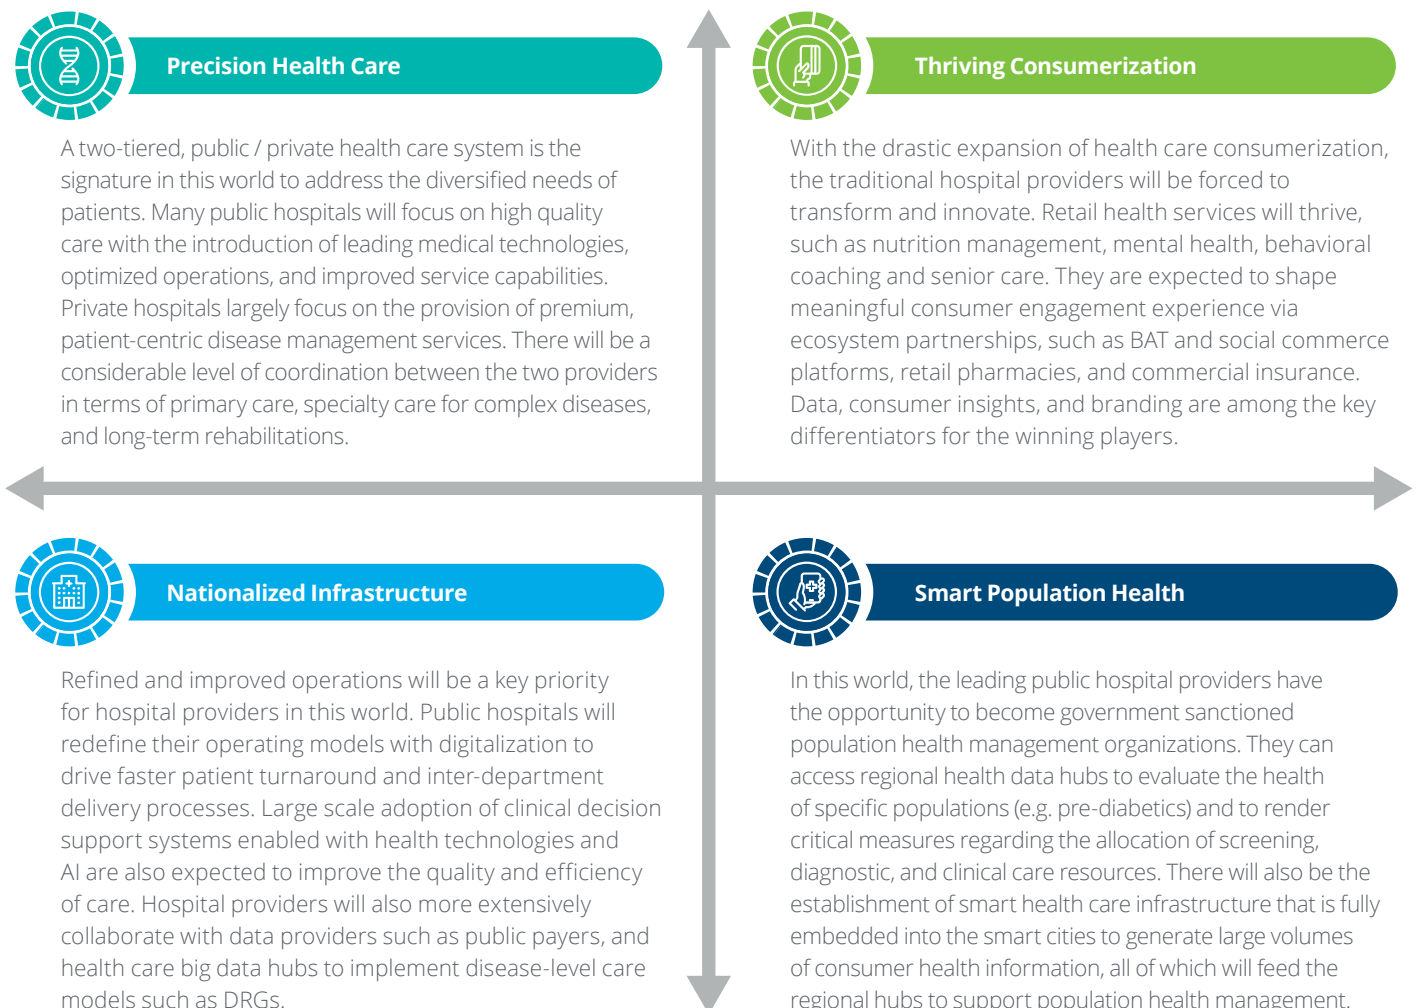 Precision Health Care
A two-tiered, public / private health care system is the
signature in this world to address the diversified needs of
patients. Many public hospitals will focus on high quality
care with the introduction of leading medical technologies,
optimized operations, and improved service capabilities.
Private hospitals largely focus on the provision of premium,
patient-centric disease management services. There will be a
considerable level of coordination between the two providers
in terms of primary care, specialty care for complex diseases,
and long-term rehabilitations.
Thriving Consumerization
With the drastic expansion of health care consumerization,
the traditional hospital providers will be forced to
transform and innovate. Retail health services will thrive,
such as nutrition management, mental health, behavioral
coaching and senior care. They are expected to shape
meaningful consumer engagement experience via
ecosystem partnerships, such as BAT and social commerce
platforms, retail pharmacies, and commercial insurance.
Data, consumer insights, and branding are among the key
differentiators for the winning players.
Nationalized Infrastructure
Refined and improved operations will be a key priority
for hospital providers in this world. Public hospitals will
redefine their operating models with digitalization to
drive faster patient turnaround and inter-department
delivery processes. Large scale adoption of clinical decision
support systems enabled with health technologies and
AI are also expected to improve the quality and efficiency
of care. Hospital providers will also more extensively
collaborate with data providers such as public payers, and
health care big data hubs to implement disease-level care
models such as DRGs.
Smart Population Health
In this world, the leading public hospital providers have
the opportunity to become government sanctioned
population health management organizations. They can
access regional health data hubs to evaluate the health
of specific populations (e.g. pre-diabetics) and to render
critical measures regarding the allocation of screening,
diagnostic, and clinical care resources. There will also be the
establishment of smart health care infrastructure that is fully
embedded into the smart cities to generate large volumes
of consumer health information, all of which will feed the
regional hubs to support population health management.